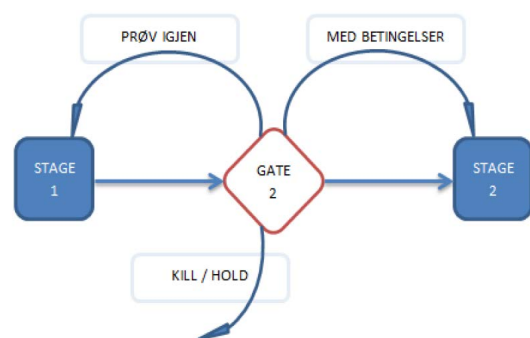 PRØV IGJEN
MED BETINGELSER
STAGE
1
GATE
2
STAGE
2
KILL / HOLD